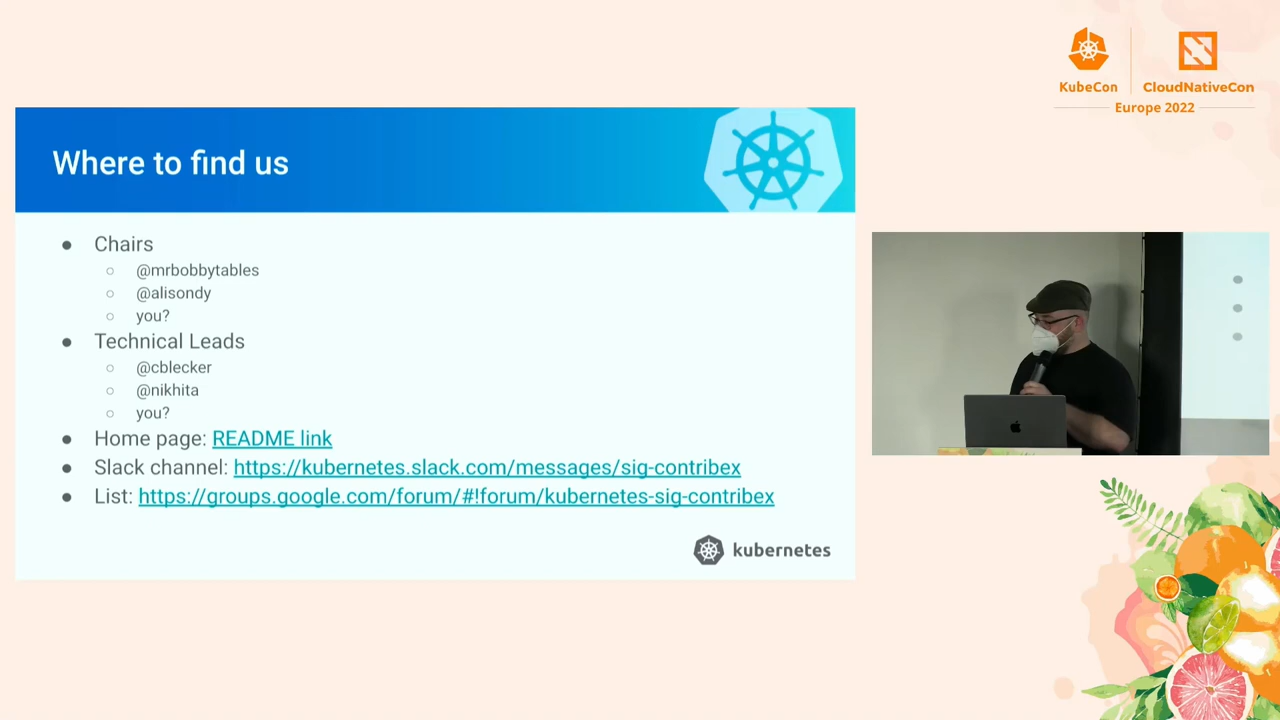 KubeCon
CloudNativeCon
Europe 2022
Where to find us
● Chairs
○ @mrbobbytables
○ @alisondy
○ you?
● Technical Leads
○ @cblecker
○ @nikhita
○ you?
● Home page: README link
● Slack channel: https://kubernetes.slack.com/messages/sig-contribex
● List: https://groups.google.com/forum/#!forum/kubernetes-sig-contribex
kubernetes